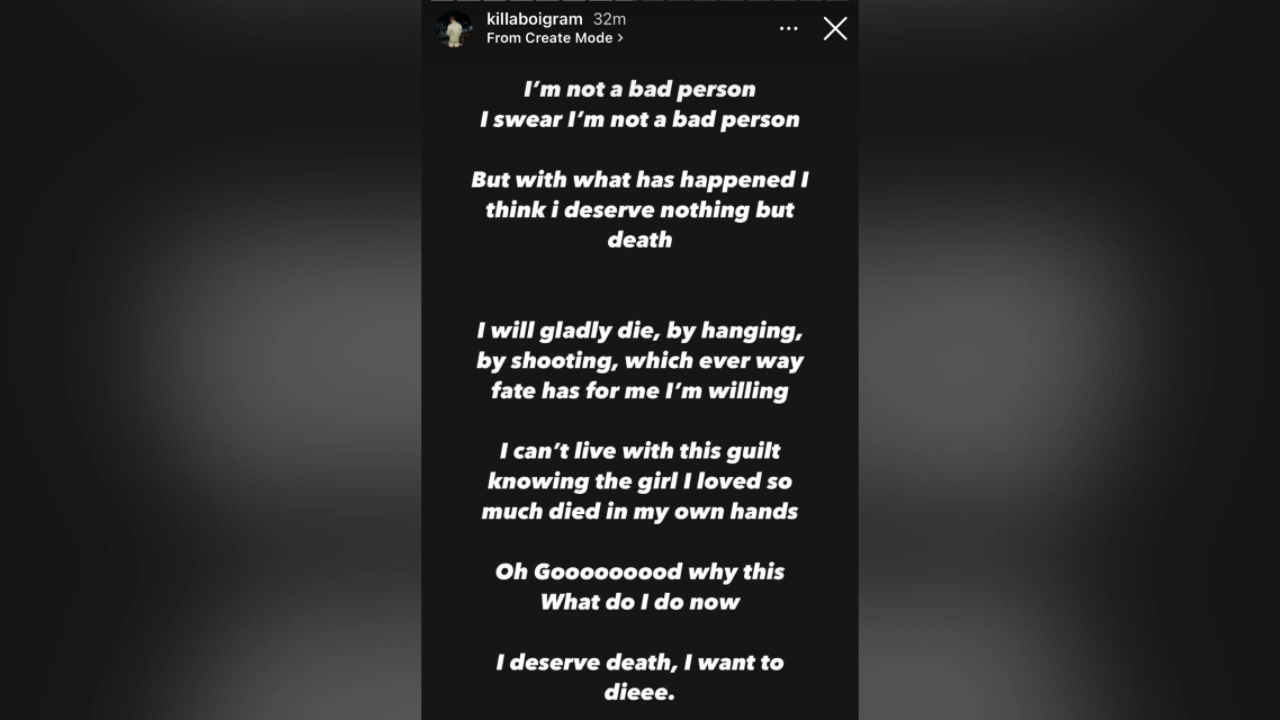 killaboigram 32m
From Create Mode >
I'm not a bad person
I swear I'm not a bad person
But with what has happened I
think i deserve nothing but
death
I will gladly die, by hanging,
by shooting, which ever way
fate has for me I'm willing
I can't live with this guilt
knowing the girl I loved so
much died in my own hands
Oh Goooooood why this
What do I do now
I deserve death, I want to
dieee.